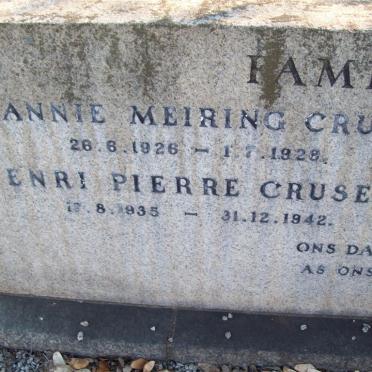 FAMI
ANNIE MEIRING CRU
26.6.1926 — 1.7.1928.
ENRI PIERRE CRUSE
17.8.1935 — 31.12.1942.
ONS DA
AS ONS